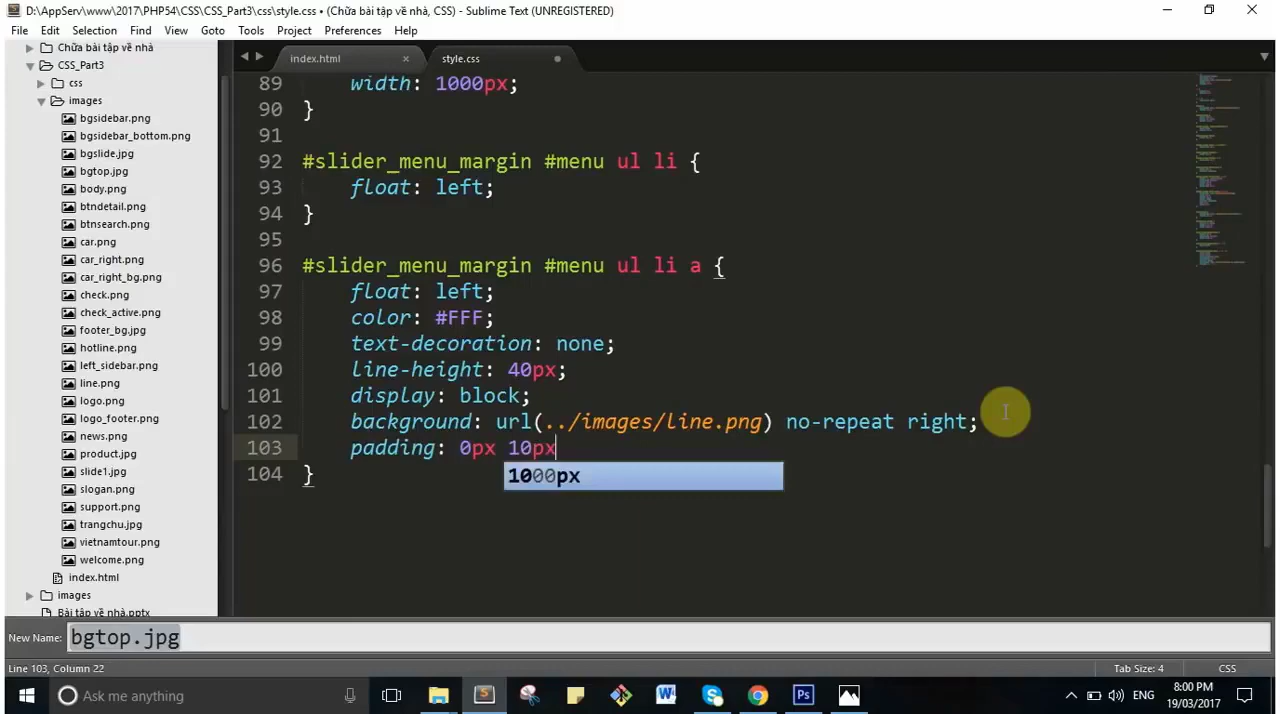 D:\AppServ\www\2017\PHP54\CSS\CSS_Part3\css\style.css • (Chữa bài tập về nhà, CSS) - Sublime Text (UNREGISTERED)
File Edit Selection Find View Goto Tools Project Preferences Help
Chữa bài tập về nhà
CSS_Part3
css
images
bgsidebar.png
bgsidebar_bottom.png
bgslide.jpg
bgtop.jpg
body.png
btndetail.png
btnsearch.png
car.png
car_right.png
car_right_bg.png
check.png
check_active.png
footer_bg.jpg
hotline.png
left_sidebar.png
line.png
logo.png
logo_footer.png
news.png
product.jpg
slide1.jpg
slogan.png
support.png
trangchu.jpg
vietnamtour.png
welcome.png
index.html
images
Bài tập về nhà.pptx
index.html × style.css
89 width: 1000px;
90 }
91
92 #slider_menu_margin #menu ul li {
93 float: left;
94 }
95
96 #slider_menu_margin #menu ul li a {
97 float: left;
98 color: #FFF;
99 text-decoration: none;
100 line-height: 40px;
101 display: block;
102 background: url(../images/line.png) no-repeat right;
103 padding: 0px 10px
104 }
1000px
New Name: bgtop.jpg
Line 103, Column 22 Tab Size: 4 CSS
Ask me anything
ENG
8:00 PM
19/03/2017